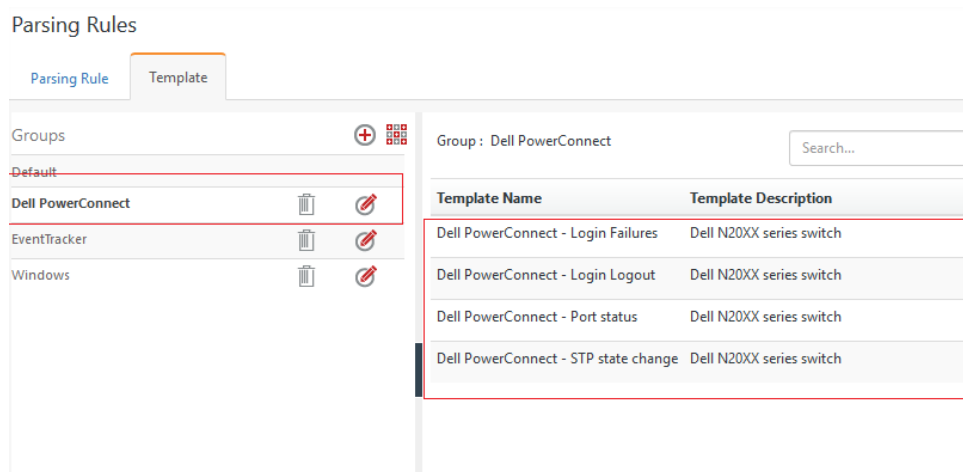 Parsing Rules
Parsing Rule
Template
Groups
Default
Dell PowerConnect
EventTracker
Windows
Group : Dell PowerConnect
Search...
Template Name Template Description
Dell PowerConnect - Login Failures Dell N20XX series switch
Dell PowerConnect - Login Logout Dell N20XX series switch
Dell PowerConnect - Port status Dell N20XX series switch
Dell PowerConnect - STP state change Dell N20XX series switch